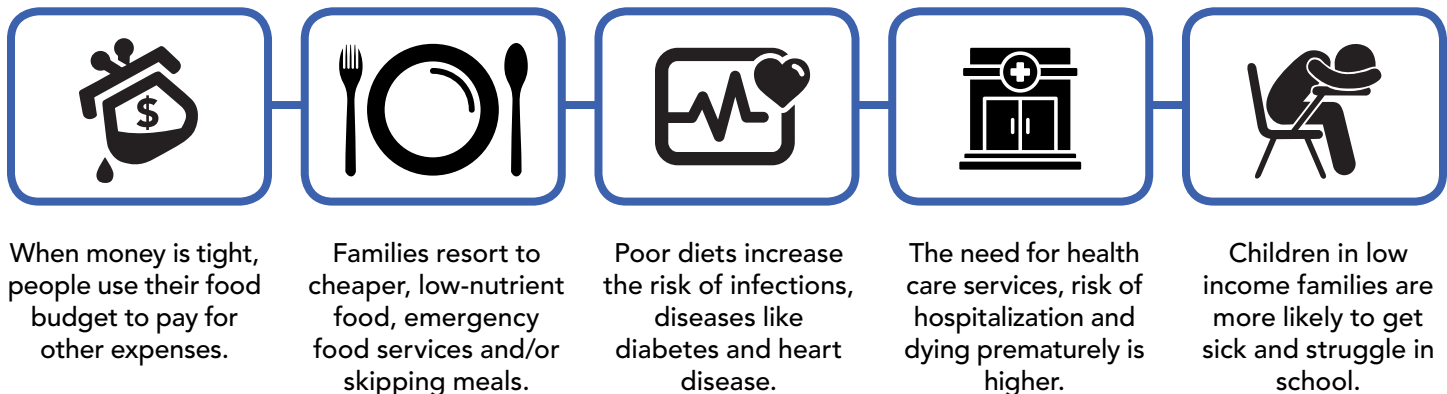 $
When money is tight,
people use their food
budget to pay for
other expenses.
Families resort to
cheaper, low-nutrient
food, emergency
food services and/or
skipping meals.
Poor diets increase
the risk of infections,
diseases like
diabetes and heart
disease.
The need for health
care services, risk of
hospitalization and
dying prematurely is
higher.
Children in low
income families are
more likely to get
sick and struggle in
school.